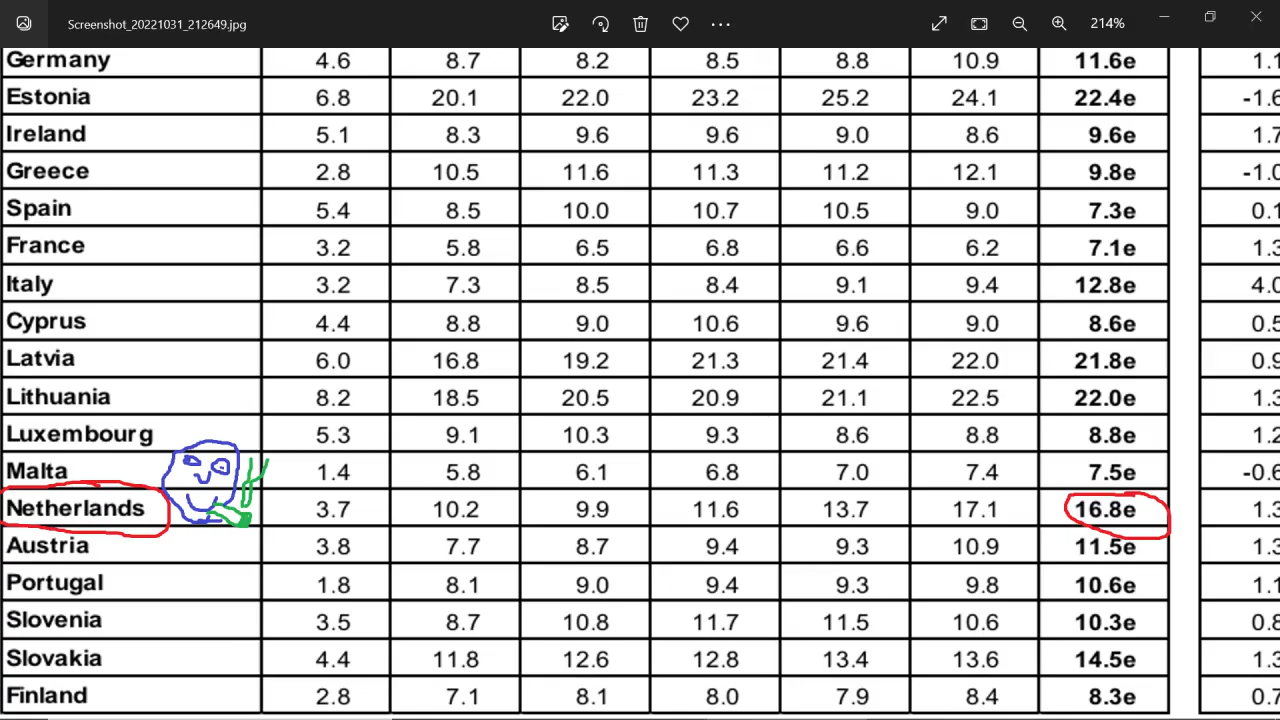 Screenshot_20221031_212649.jpg 214%
Germany 4.6 8.7 8.2 8.5 8.8 10.9 11.6e
Estonia 6.8 20.1 22.0 23.2 25.2 24.1 22.4e
Ireland 5.1 8.3 9.6 9.6 9.0 8.6 9.6e
Greece 2.8 10.5 11.6 11.3 11.2 12.1 9.8e
Spain 5.4 8.5 10.0 10.7 10.5 9.0 7.3e
France 3.2 5.8 6.5 6.8 6.6 6.2 7.1e
Italy 3.2 7.3 8.5 8.4 9.1 9.4 12.8e
Cyprus 4.4 8.8 9.0 10.6 9.6 9.0 8.6e
Latvia 6.0 16.8 19.2 21.3 21.4 22.0 21.8e
Lithuania 8.2 18.5 20.5 20.9 21.1 22.5 22.0e
Luxembourg 5.3 9.1 10.3 9.3 8.6 8.8 8.8e
Malta 1.4 5.8 6.1 6.8 7.0 7.4 7.5e
Netherlands 3.7 10.2 9.9 11.6 13.7 17.1 16.8e
Austria 3.8 7.7 8.7 9.4 9.3 10.9 11.5e
Portugal 1.8 8.1 9.0 9.4 9.3 9.8 10.6e
Slovenia 3.5 8.7 10.8 11.7 11.5 10.6 10.3e
Slovakia 4.4 11.8 12.6 12.8 13.4 13.6 14.5e
Finland 2.8 7.1 8.1 8.0 7.9 8.4 8.3e